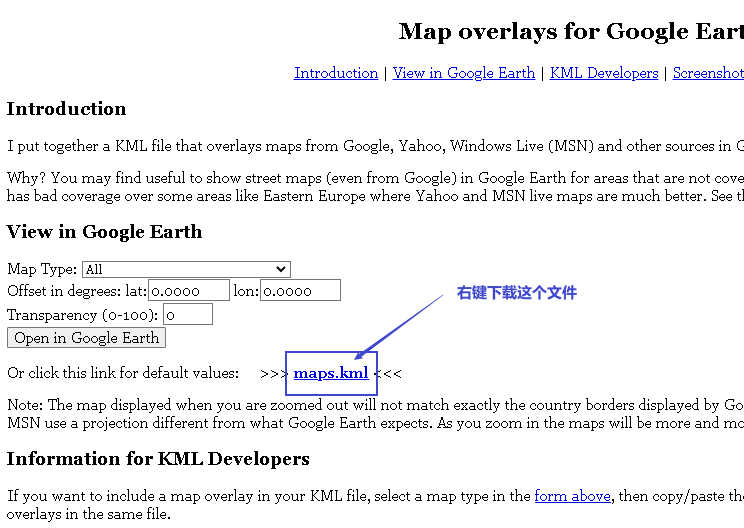 Map overlays for Google Eart
Introduction | View in Google Earth | KML Developers | Screenshot
Introduction
I put together a KML file that overlays maps from Google, Yahoo, Windows Live (MSN) and other sources in G
Why? You may find useful to show street maps (even from Google) in Google Earth for areas that are not cove
has bad coverage over some areas like Eastern Europe where Yahoo and MSN live maps are much better. See th
View in Google Earth
Map Type: All
Offset in degrees: lat: 0.0000 lon: 0.0000
Transparency (0-100): 0
Open in Google Earth
右键下载这个文件
Or click this link for default values: >>> maps.kml <<<
Note: The map displayed when you are zoomed out will not match exactly the country borders displayed by Go
MSN use a projection different from what Google Earth expects. As you zoom in the maps will be more and mo
Information for KML Developers
If you want to include a map overlay in your KML file, select a map type in the form above, then copy/paste the
overlays in the same file.